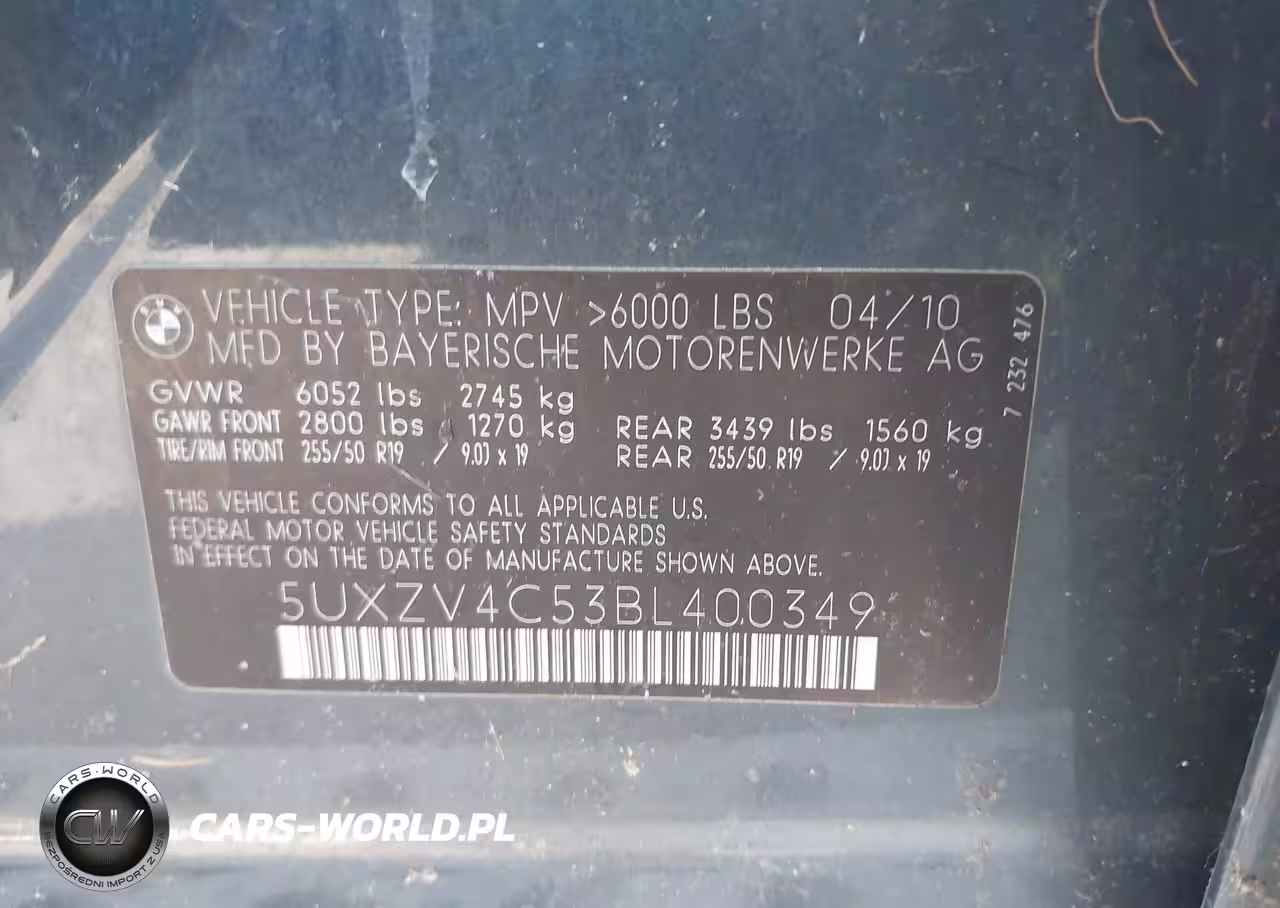 VEHICLE TYPE: MPV >6000 LBS 04/10
MFD BY BAYERISCHE MOTORENWERKE AG
GVWR 6052 lbs 2745 kg
GAWR FRONT 2800 lbs 1270 kg REAR 3439 lbs 1560 kg
TIRE/RIM FRONT 255/50 R19 / 9.0J x 19 REAR 255/50 R19 / 9.0J x 19
7 232 476
THIS VEHICLE CONFORMS TO ALL APPLICABLE U.S.
FEDERAL MOTOR VEHICLE SAFETY STANDARDS
IN EFFECT ON THE DATE OF MANUFACTURE SHOWN ABOVE.
5UXZV4C53BL400349
CARS-WORLD
CW
BEZPOŚREDNI IMPORT Z USA
CARS-WORLD.PL